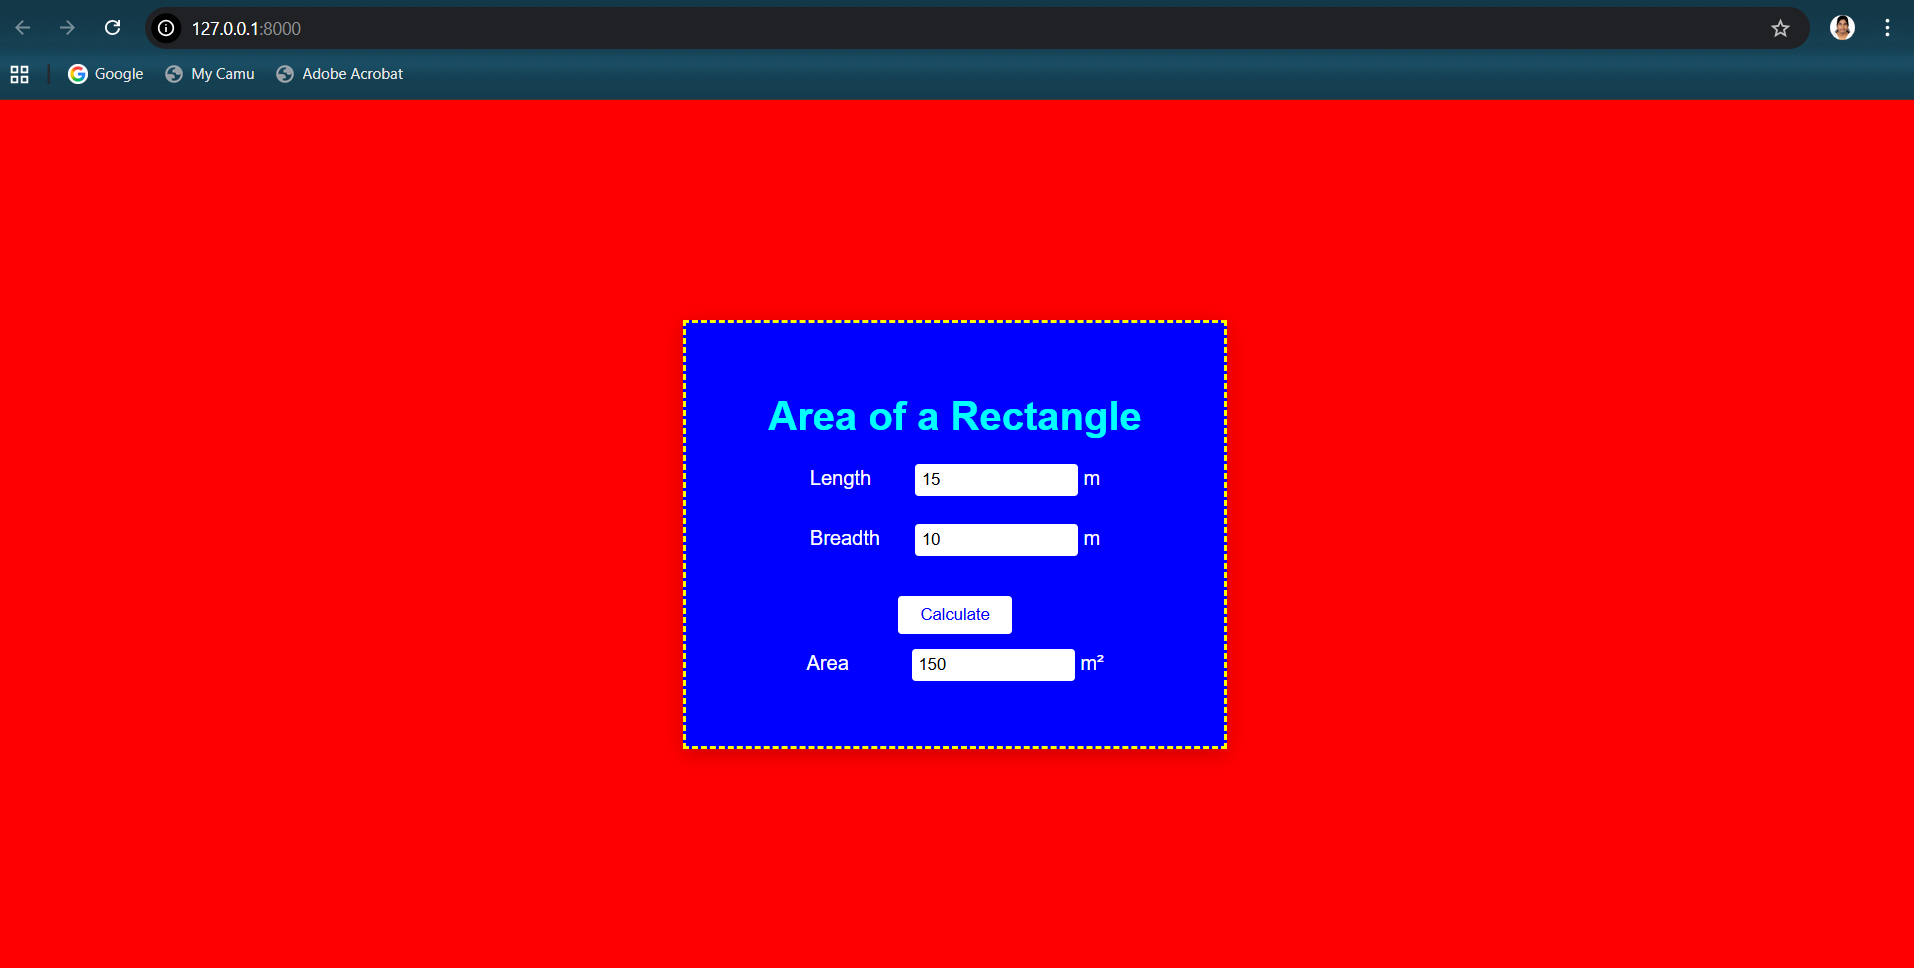 127.0.0.1:8000
Google My Camu Adobe Acrobat
Area of a Rectangle
Length 15 m
Breadth 10 m
Calculate
Area 150 m²